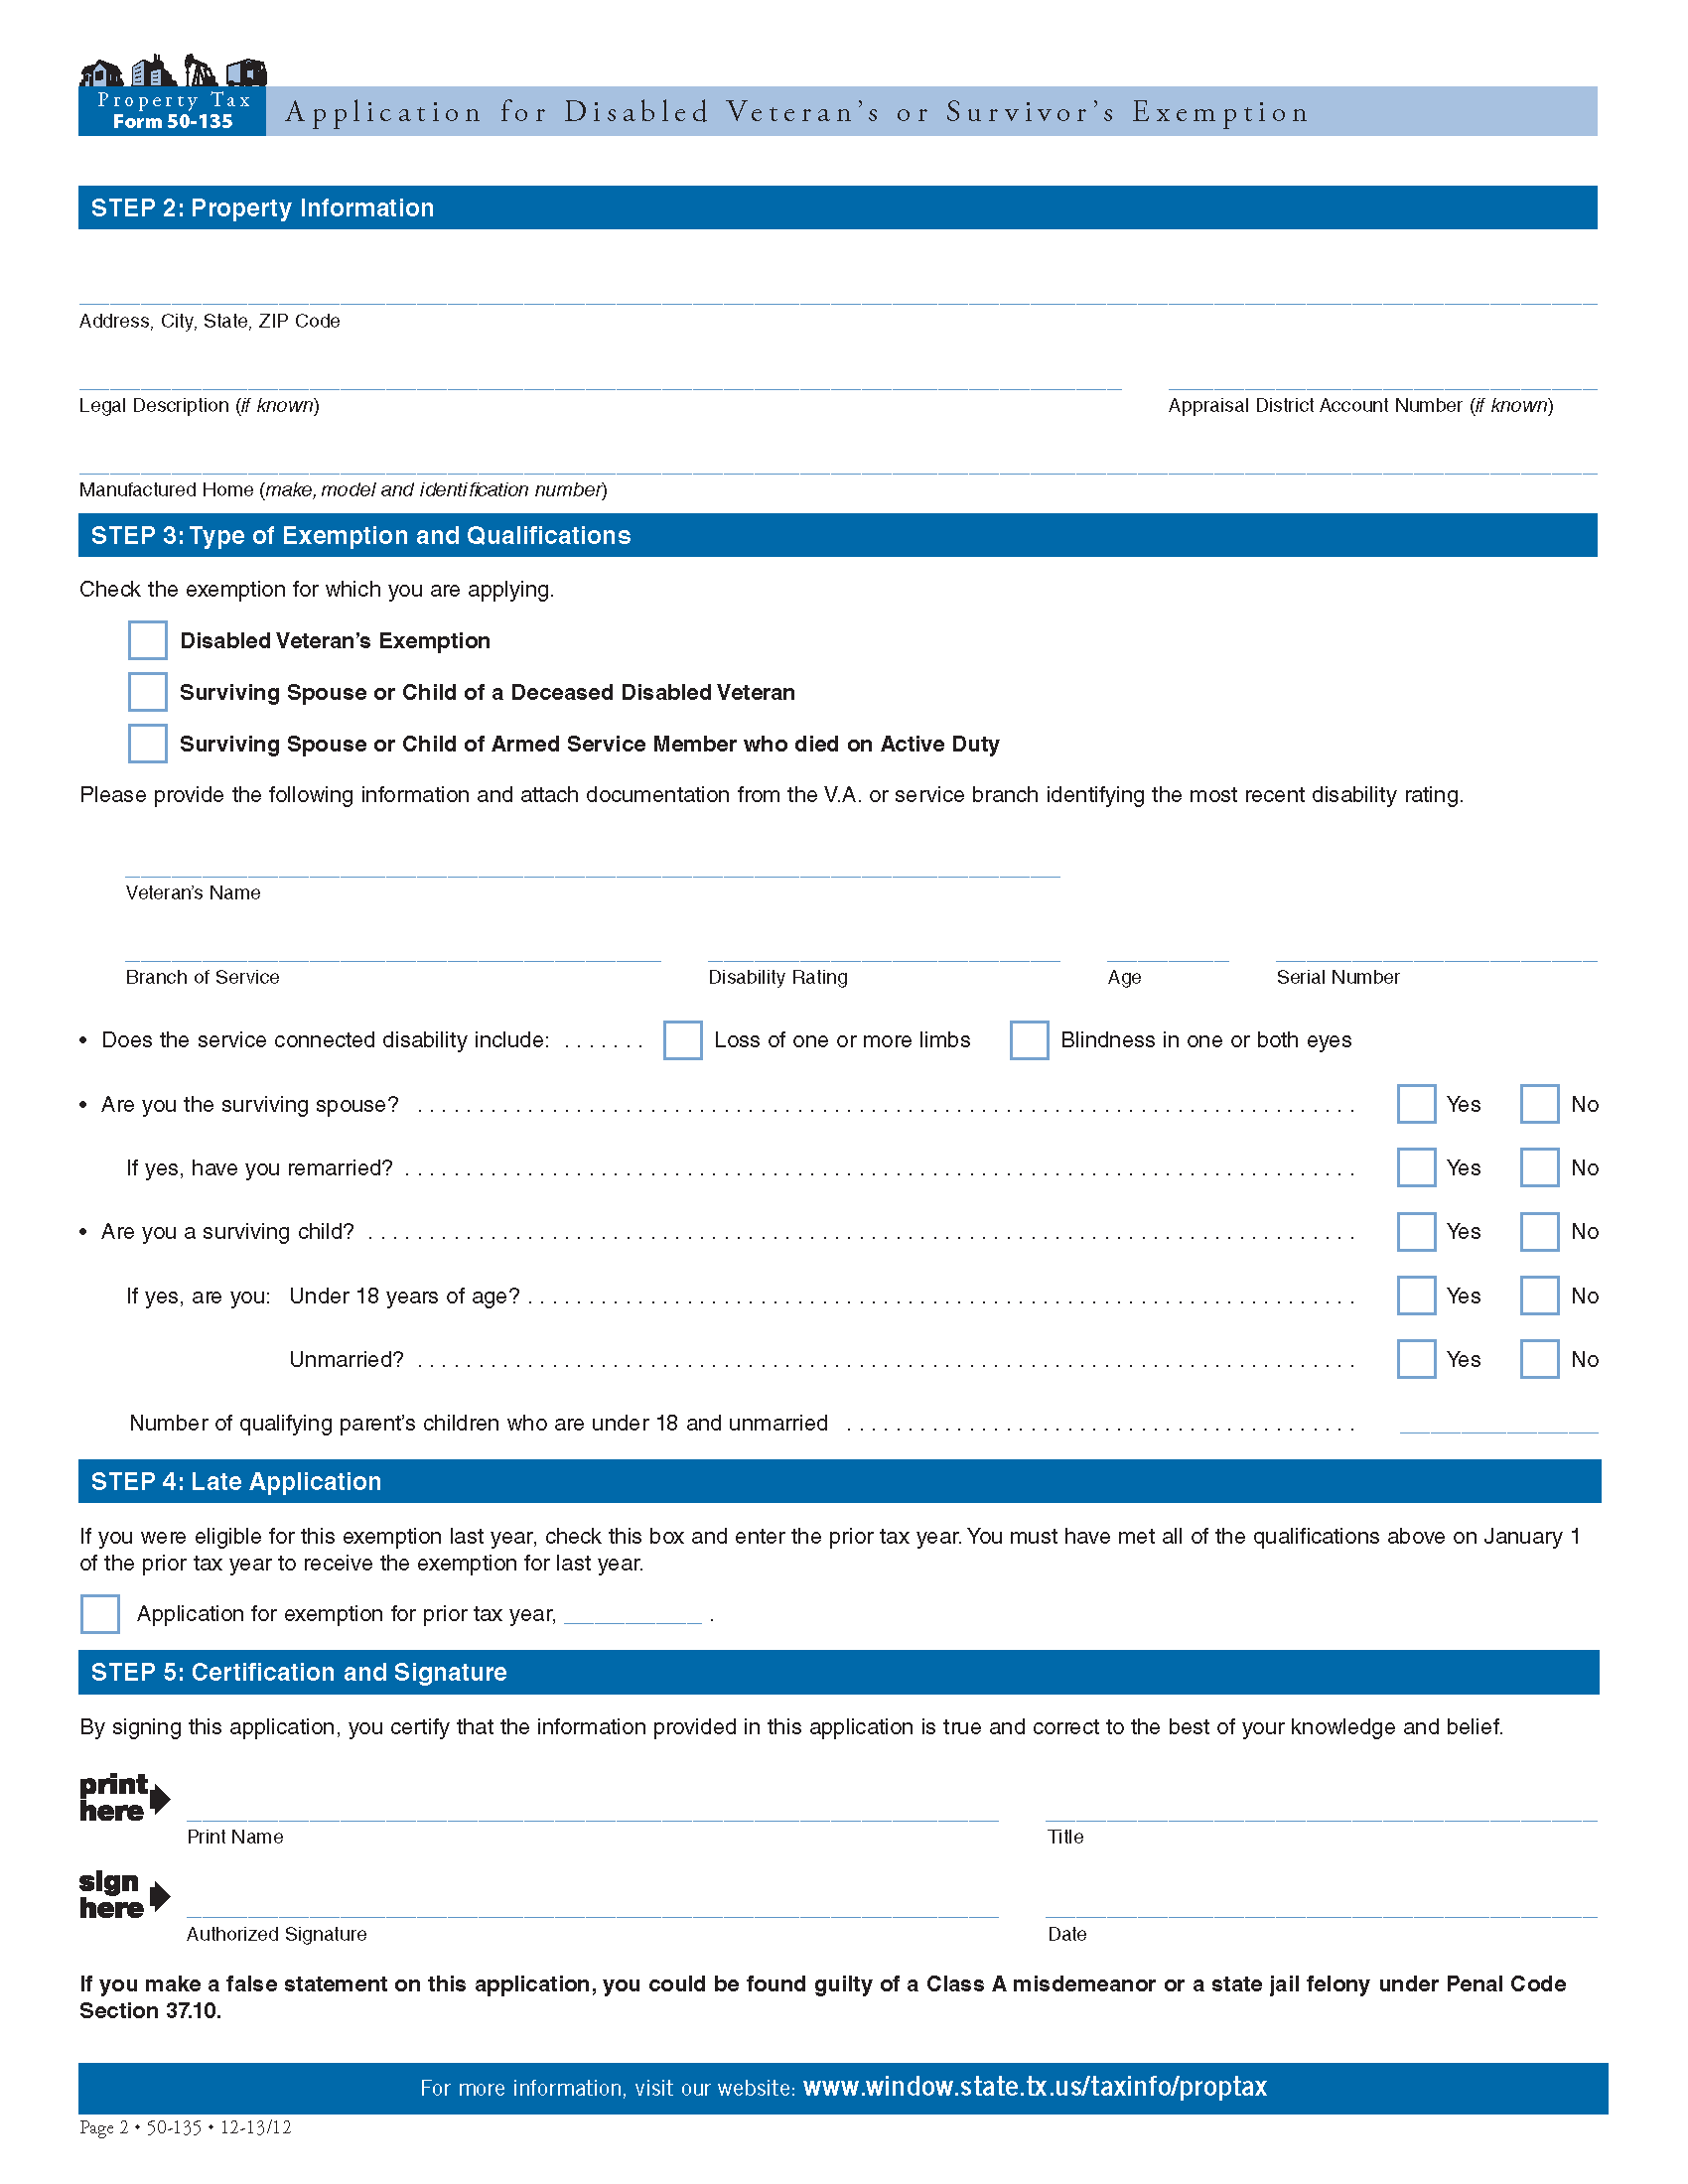 Property Tax
Form 50-135
Application for Disabled Veteran’s or Survivor’s Exemption
STEP 2: Property Information
Address, City, State, ZIP Code
Legal Description (if known) Appraisal District Account Number (if known)
Manufactured Home (make, model and identification number)
STEP 3: Type of Exemption and Qualifications
Check the exemption for which you are applying.
Disabled Veteran’s Exemption
Surviving Spouse or Child of a Deceased Disabled Veteran
Surviving Spouse or Child of Armed Service Member who died on Active Duty
Please provide the following information and attach documentation from the V.A. or service branch identifying the most recent disability rating.
Veteran’s Name
Branch of Service Disability Rating Age Serial Number
• Does the service connected disability include: . . . . . . . Loss of one or more limbs Blindness in one or both eyes
• Are you the surviving spouse? . . . . . . . . . . Yes No
If yes, have you remarried? . . . . . . . . . . Yes No
• Are you a surviving child? . . . . . . . . . . Yes No
If yes, are you: Under 18 years of age? . . . . . . . . . . Yes No
Unmarried? . . . . . . . . . . Yes No
Number of qualifying parent’s children who are under 18 and unmarried . . . . . . . . . . ____________
STEP 4: Late Application
If you were eligible for this exemption last year, check this box and enter the prior tax year. You must have met all of the qualifications above on January 1
of the prior tax year to receive the exemption for last year.
Application for exemption for prior tax year, _________ .
STEP 5: Certification and Signature
By signing this application, you certify that the information provided in this application is true and correct to the best of your knowledge and belief.
print
here
Print Name Title
sign
here
Authorized Signature Date
If you make a false statement on this application, you could be found guilty of a Class A misdemeanor or a state jail felony under Penal Code
Section 37.10.
For more information, visit our website: www.window.state.tx.us/taxinfo/proptax
Page 2 • 50-135 • 12-13/12